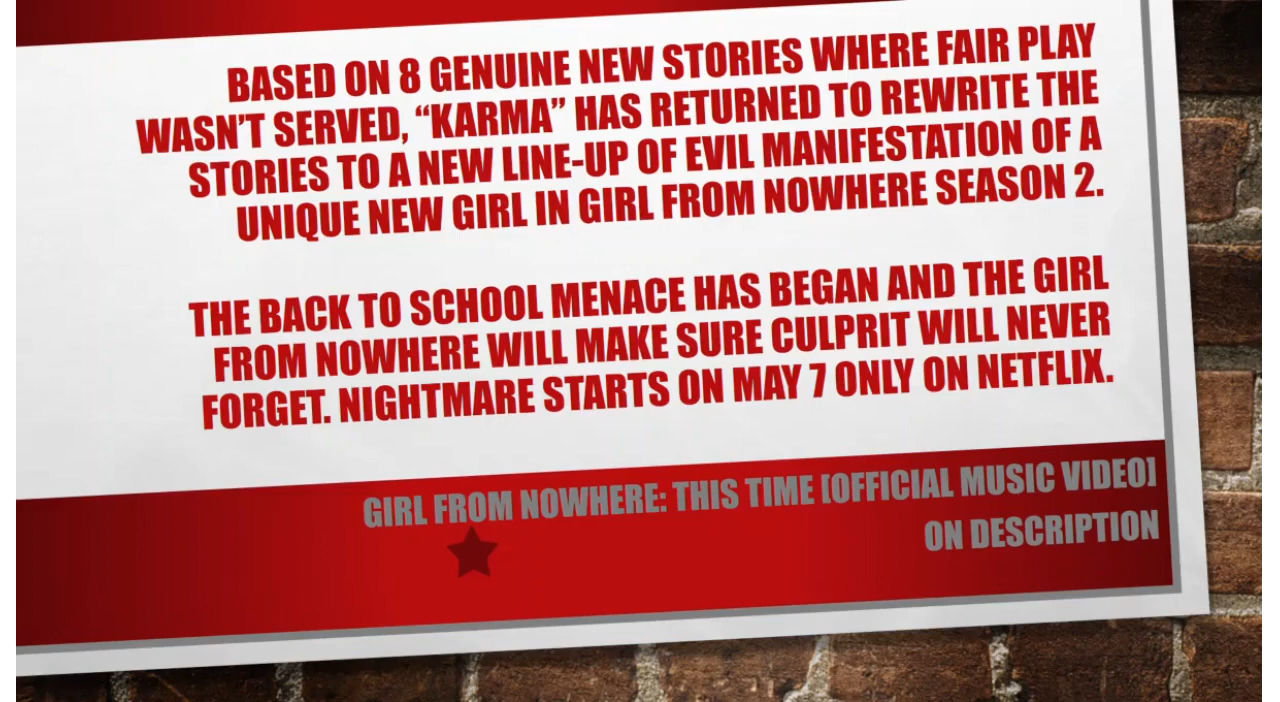 BASED ON 8 GENUINE NEW STORIES WHERE FAIR PLAY
WASN'T SERVED, “KARMA” HAS RETURNED TO REWRITE THE
STORIES TO A NEW LINE-UP OF EVIL MANIFESTATION OF A
UNIQUE NEW GIRL IN GIRL FROM NOWHERE SEASON 2.
THE BACK TO SCHOOL MENACE HAS BEGAN AND THE GIRL
FROM NOWHERE WILL MAKE SURE CULPRIT WILL NEVER
FORGET. NIGHTMARE STARTS ON MAY 7 ONLY ON NETFLIX.
GIRL FROM NOWHERE: THIS TIME [OFFICIAL MUSIC VIDEO]
ON DESCRIPTION